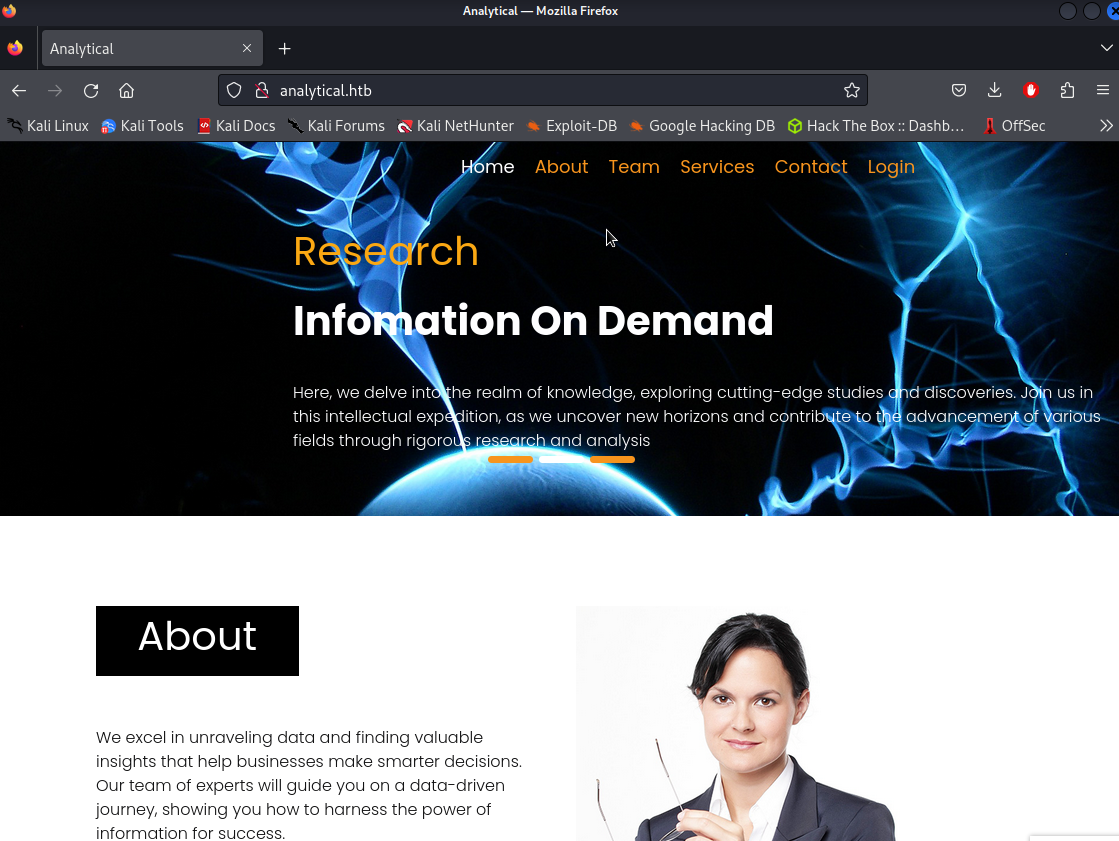 Analytical — Mozilla Firefox
Analytical
analytical.htb
Kali Linux Kali Tools Kali Docs Kali Forums Kali NetHunter Exploit-DB Google Hacking DB Hack The Box :: Dashb… OffSec
Home About Team Services Contact Login
Research
Infomation On Demand
Here, we delve into the realm of knowledge, exploring cutting-edge studies and discoveries. Join us in
this intellectual expedition, as we uncover new horizons and contribute to the advancement of various
fields through rigorous research and analysis
About
We excel in unraveling data and finding valuable
insights that help businesses make smarter decisions.
Our team of experts will guide you on a data-driven
journey, showing you how to harness the power of
information for success.